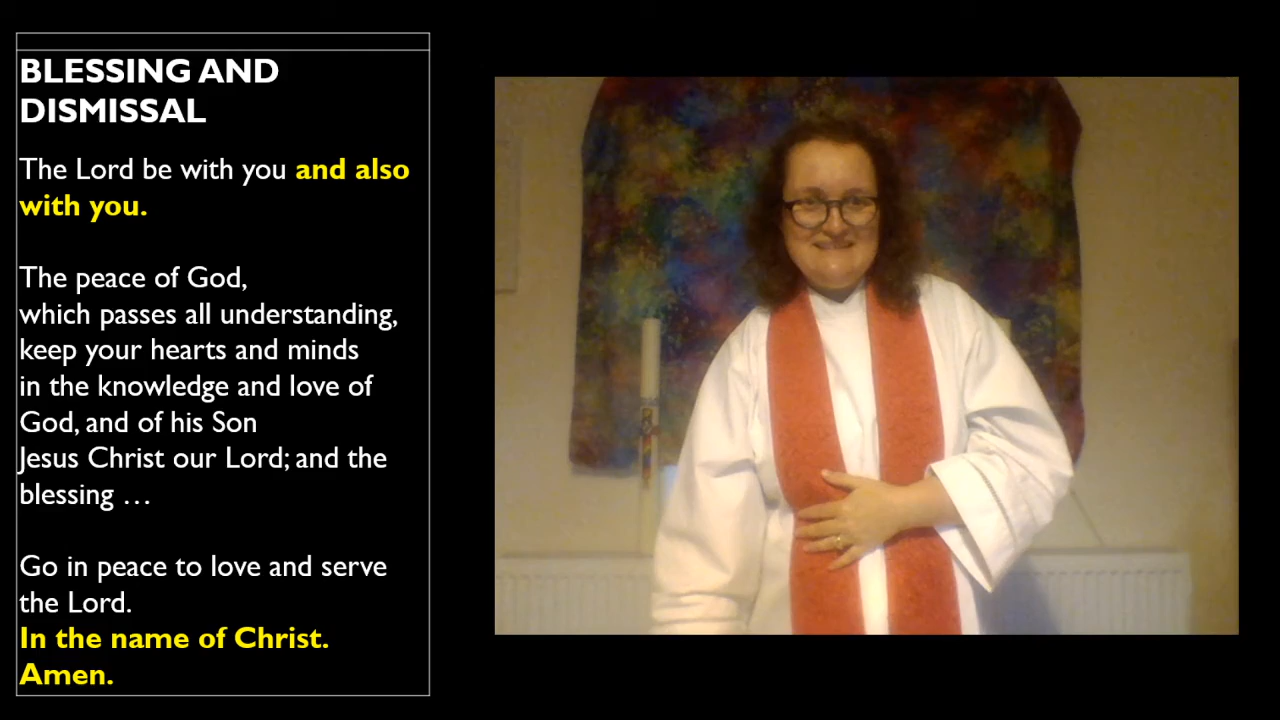 BLESSING AND
DISMISSAL
The Lord be with you and also
with you.
The peace of God,
which passes all understanding,
keep your hearts and minds
in the knowledge and love of
God, and of his Son
Jesus Christ our Lord; and the
blessing …
Go in peace to love and serve
the Lord.
In the name of Christ.
Amen.